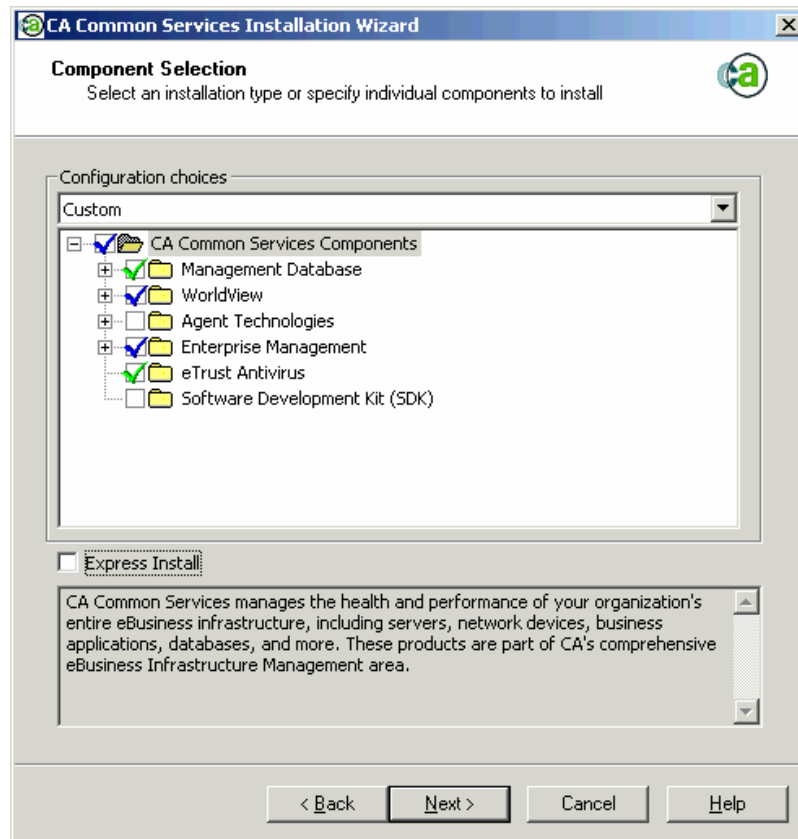 ca CA Common Services Installation Wizard
Component Selection
Select an installation type or specify individual components to install
ca
Configuration choices
Custom
CA Common Services Components
Management Database
WorldView
Agent Technologies
Enterprise Management
eTrust Antivirus
Software Development Kit (SDK)
Express Install
CA Common Services manages the health and performance of your organization's
entire eBusiness infrastructure, including servers, network devices, business
applications, databases, and more. These products are part of CA's comprehensive
eBusiness Infrastructure Management area.
< Back Next > Cancel Help